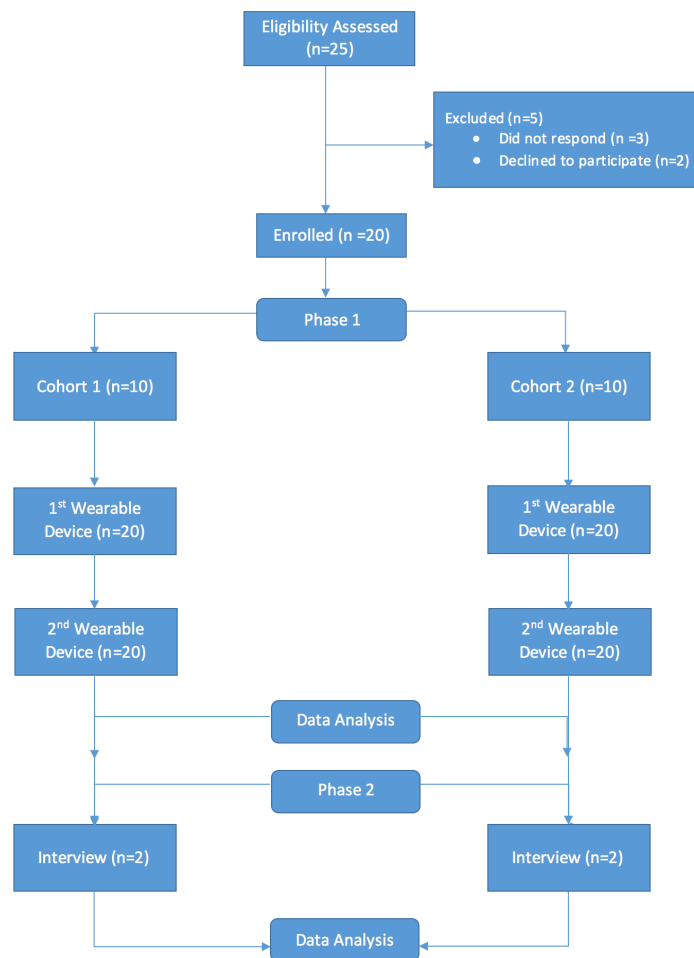 Eligibility Assessed
(n=25)
Excluded (n=5)
• Did not respond (n =3)
• Declined to participate (n=2)
Enrolled (n =20)
Phase 1
Cohort 1 (n=10)
Cohort 2 (n=10)
1st Wearable
Device (n=20)
1st Wearable
Device (n=20)
2nd Wearable
Device (n=20)
2nd Wearable
Device (n=20)
Data Analysis
Phase 2
Interview (n=2)
Interview (n=2)
Data Analysis